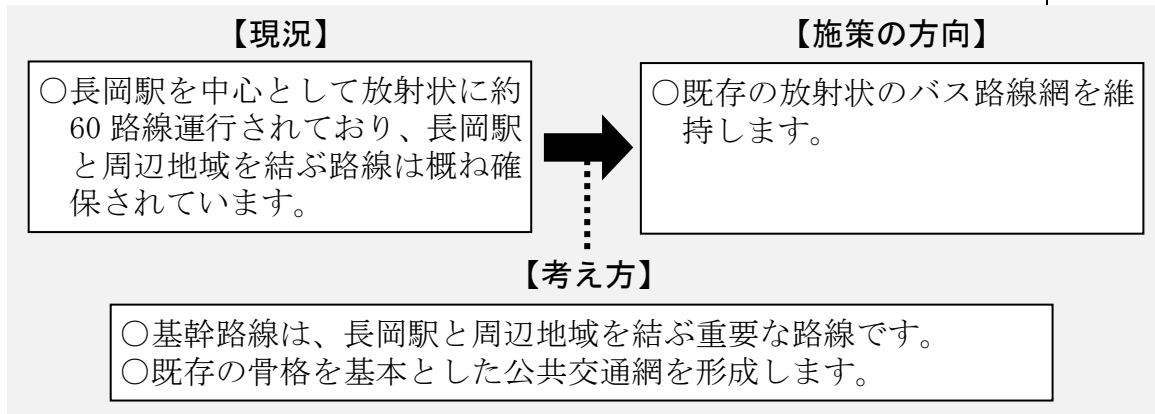 【現況】
○長岡駅を中心として放射状に約
60 路線運行されており、長岡駅
と周辺地域を結ぶ路線は概ね確
保されています。
【施策の方向】
○既存の放射状のバス路線網を維
持します。
【考え方】
○基幹路線は、長岡駅と周辺地域を結ぶ重要な路線です。
○既存の骨格を基本とした公共交通網を形成します。